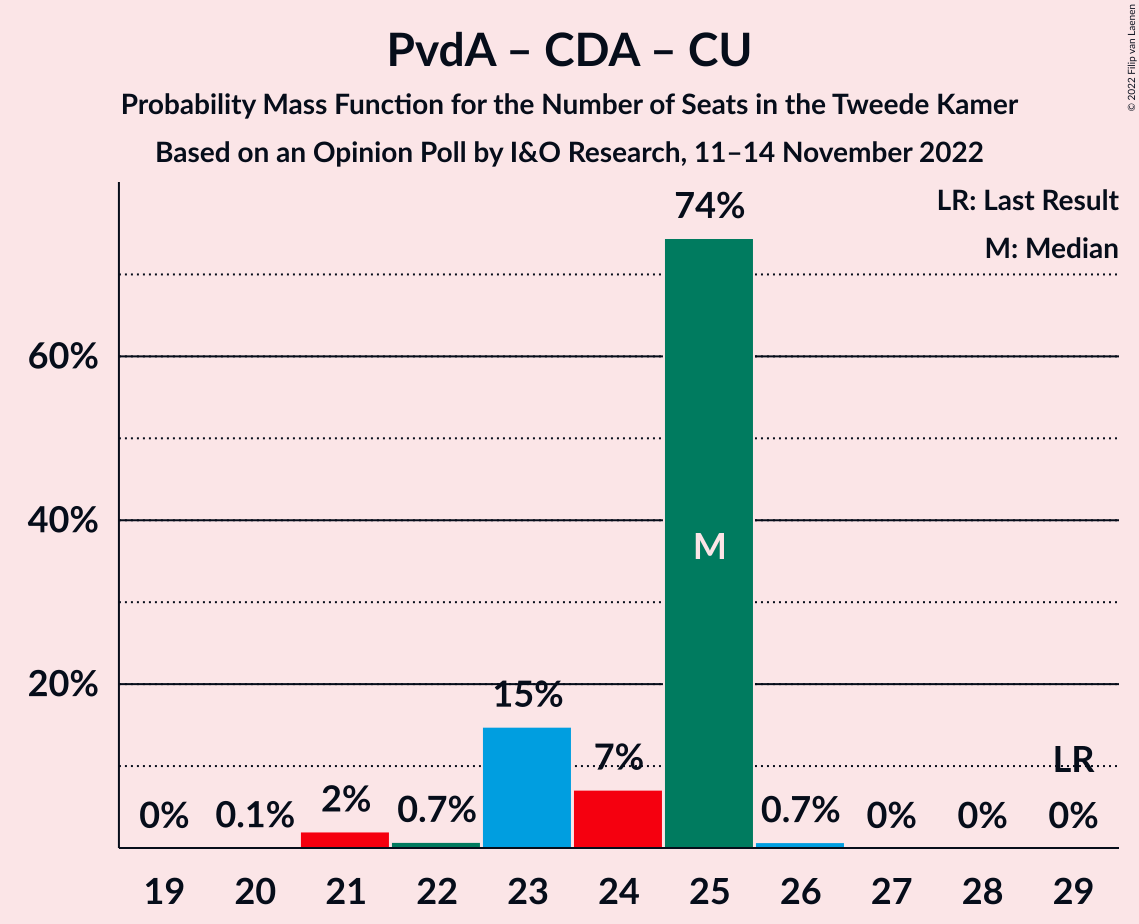 PvdA – CDA – CU
Probability Mass Function for the Number of Seats in the Tweede Kamer
Based on an Opinion Poll by I&O Research, 11–14 November 2022
© 2022 Filip van Laenen
LR: Last Result
M: Median
74%
60%
M
40%
20%
15%
7%
LR
0%
0.1%
2%
0.7%
0.7%
0%
0%
0%
19 20 21 22 23 24 25 26 27 28 29